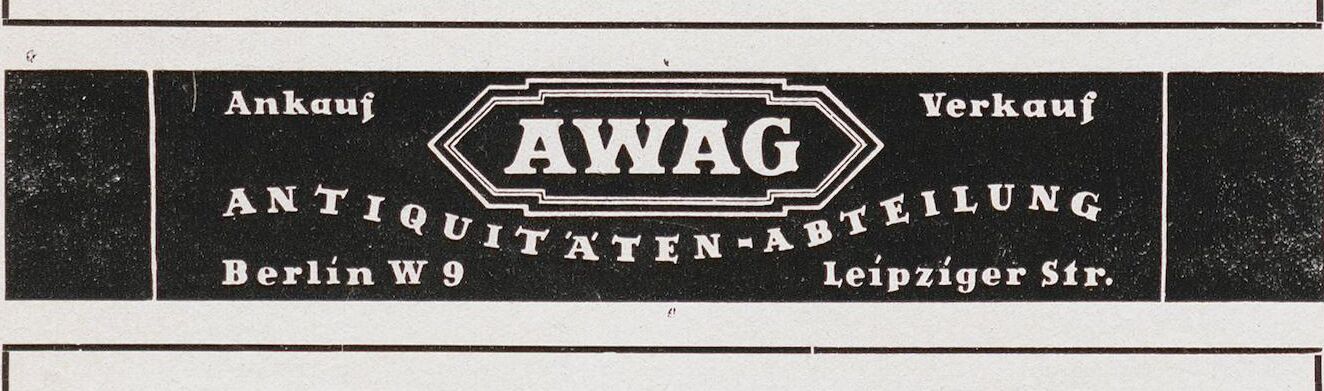 Ankauf
AWAG
Verkauf
ANTIQUITÄTEN-ABTEILUNG
Berlin W 9
Leipziger Str.